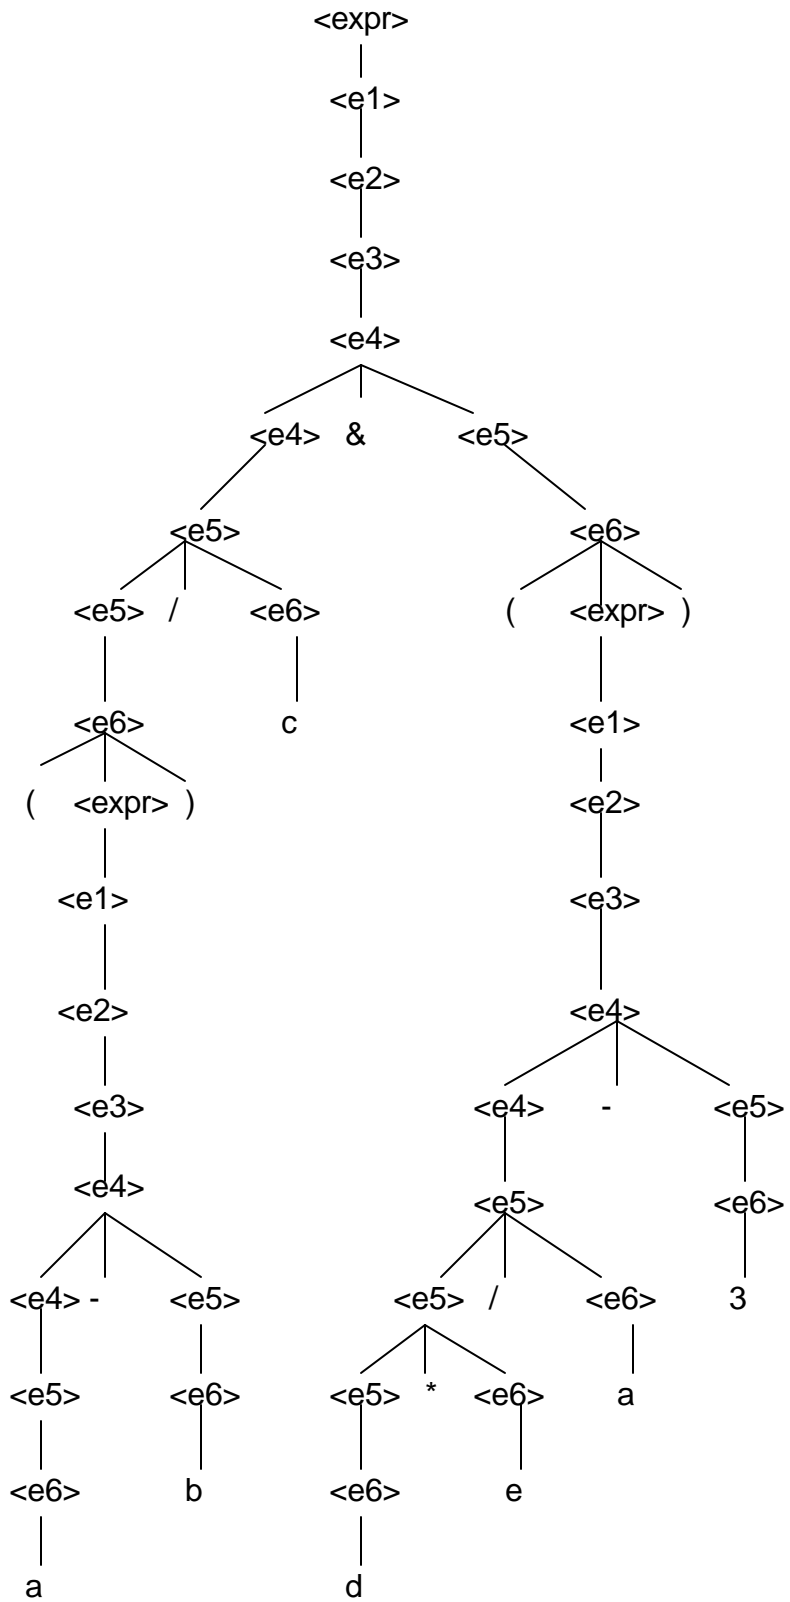 <expr>
<e1>
<e2>
<e3>
<e4>
<e4> & <e5>
<e5> <e6>
<e5> / <e6> ( <expr> )
<e6> c <e1>
( <expr> ) <e2>
<e1> <e3>
<e2> <e4>
<e3> <e4> - <e5>
<e4> <e5> <e6>
<e4> - <e5> <e5> / <e6> 3
<e5> <e6> <e5> * <e6> a
<e6> b <e6> e
a d